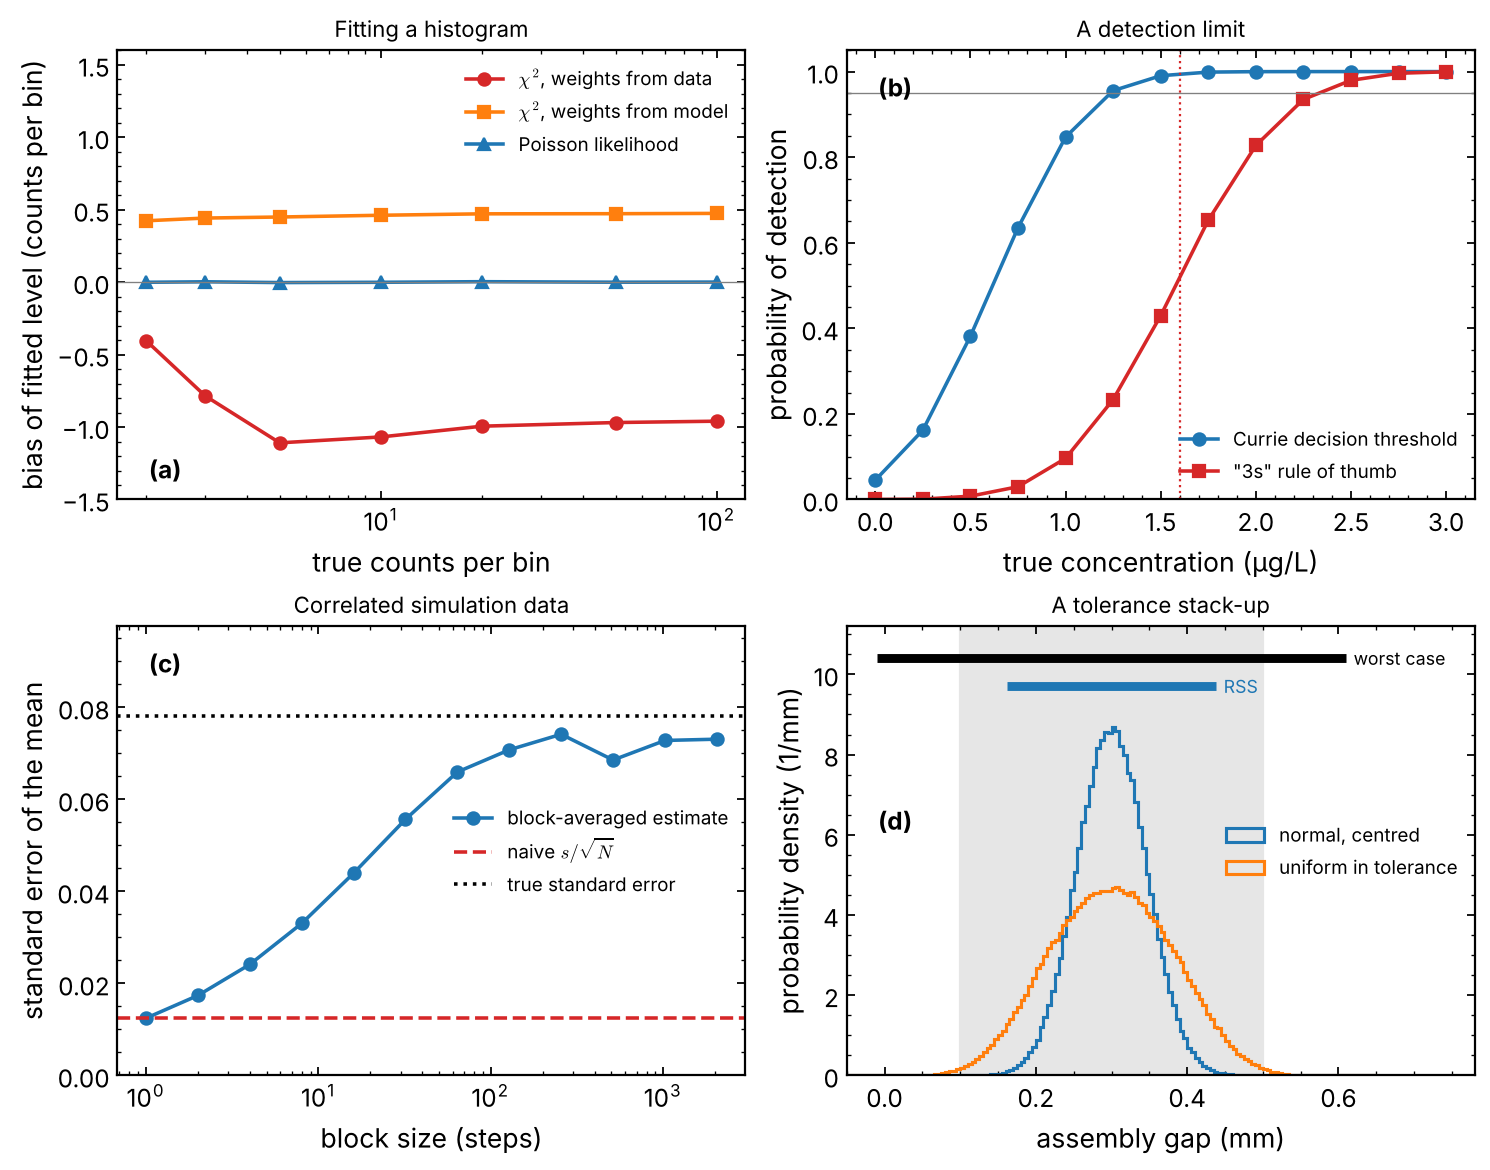 Fitting a histogram
bias of fitted level (counts per bin)
1.5
1.0
0.5
0.0
−0.5
−1.0
−1.5
χ², weights from data
χ², weights from model
Poisson likelihood
(a)
10¹
10²
true counts per bin
A detection limit
probability of detection
1.0
0.8
0.6
0.4
0.2
0.0
(b)
Currie decision threshold
"3s" rule of thumb
0.0 0.5 1.0 1.5 2.0 2.5 3.0
true concentration (µg/L)
Correlated simulation data
standard error of the mean
0.08
0.06
0.04
0.02
0.00
(c)
block-averaged estimate
naive s/√N
true standard error
10⁰ 10¹ 10² 10³
block size (steps)
A tolerance stack-up
probability density (1/mm)
10
8
6
4
2
0
worst case
RSS
(d)
normal, centred
uniform in tolerance
0.0 0.2 0.4 0.6
assembly gap (mm)